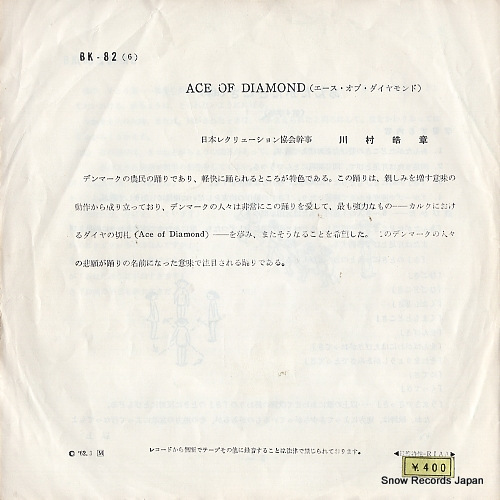 BK-82 (6)
ACE OF DIAMOND (エース・オブ・ダイヤモンド)
日本レクリェーション協会幹事 川村皓章
デンマークの農民の踊りであり、軽快に踊られるところが特色である。この踊りは、親しみを増す意味の
動作から成り立っており、デンマークの人々は非常にこの踊りを愛して、最も強力なもの——カルタにおけ
るダイヤの切札 (Ace of Diamond) ——を夢み、またそうなることを希望した。このデンマークの人々
の悲願が踊りの名前になった意味で注目される踊りである。
レコードから無断でテープその他に録音することは法律で禁じられております。
R-I-A
¥.400
Snow Records Japan